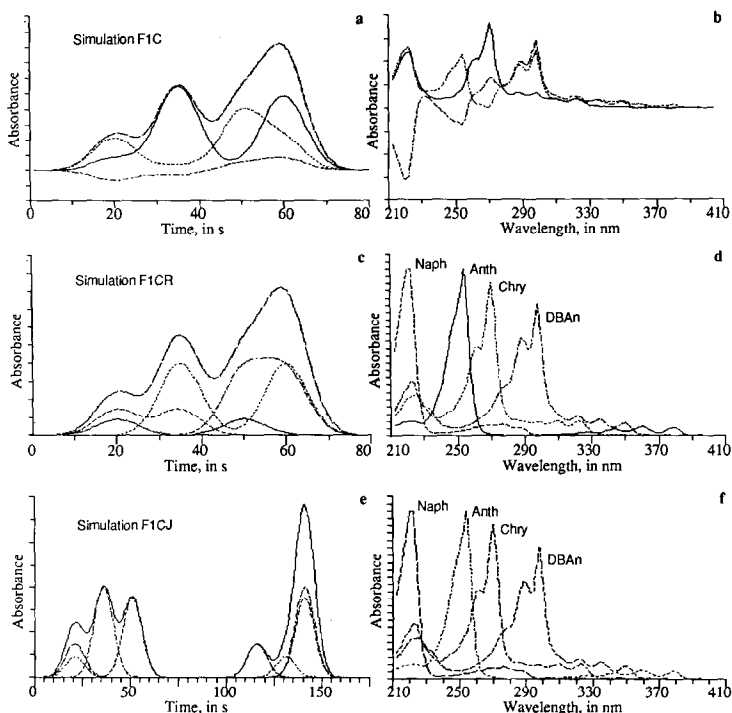 a
Simulation F1C
Absorbance
0 20 40 60 80
Time, in s
b
Absorbance
210 250 290 330 370 410
Wavelength, in nm
c
Simulation F1CR
Absorbance
0 20 40 60 80
Time, in s
d
Naph Anth
Chry
DBAn
Absorbance
210 250 290 330 370 410
Wavelength, in nm
e
Simulation F1CJ
Absorbance
0 50 100 150
Time, in s
f
Naph Anth
Chry
DBAn
Absorbance
210 250 290 330 370 410
Wavelength, in nm